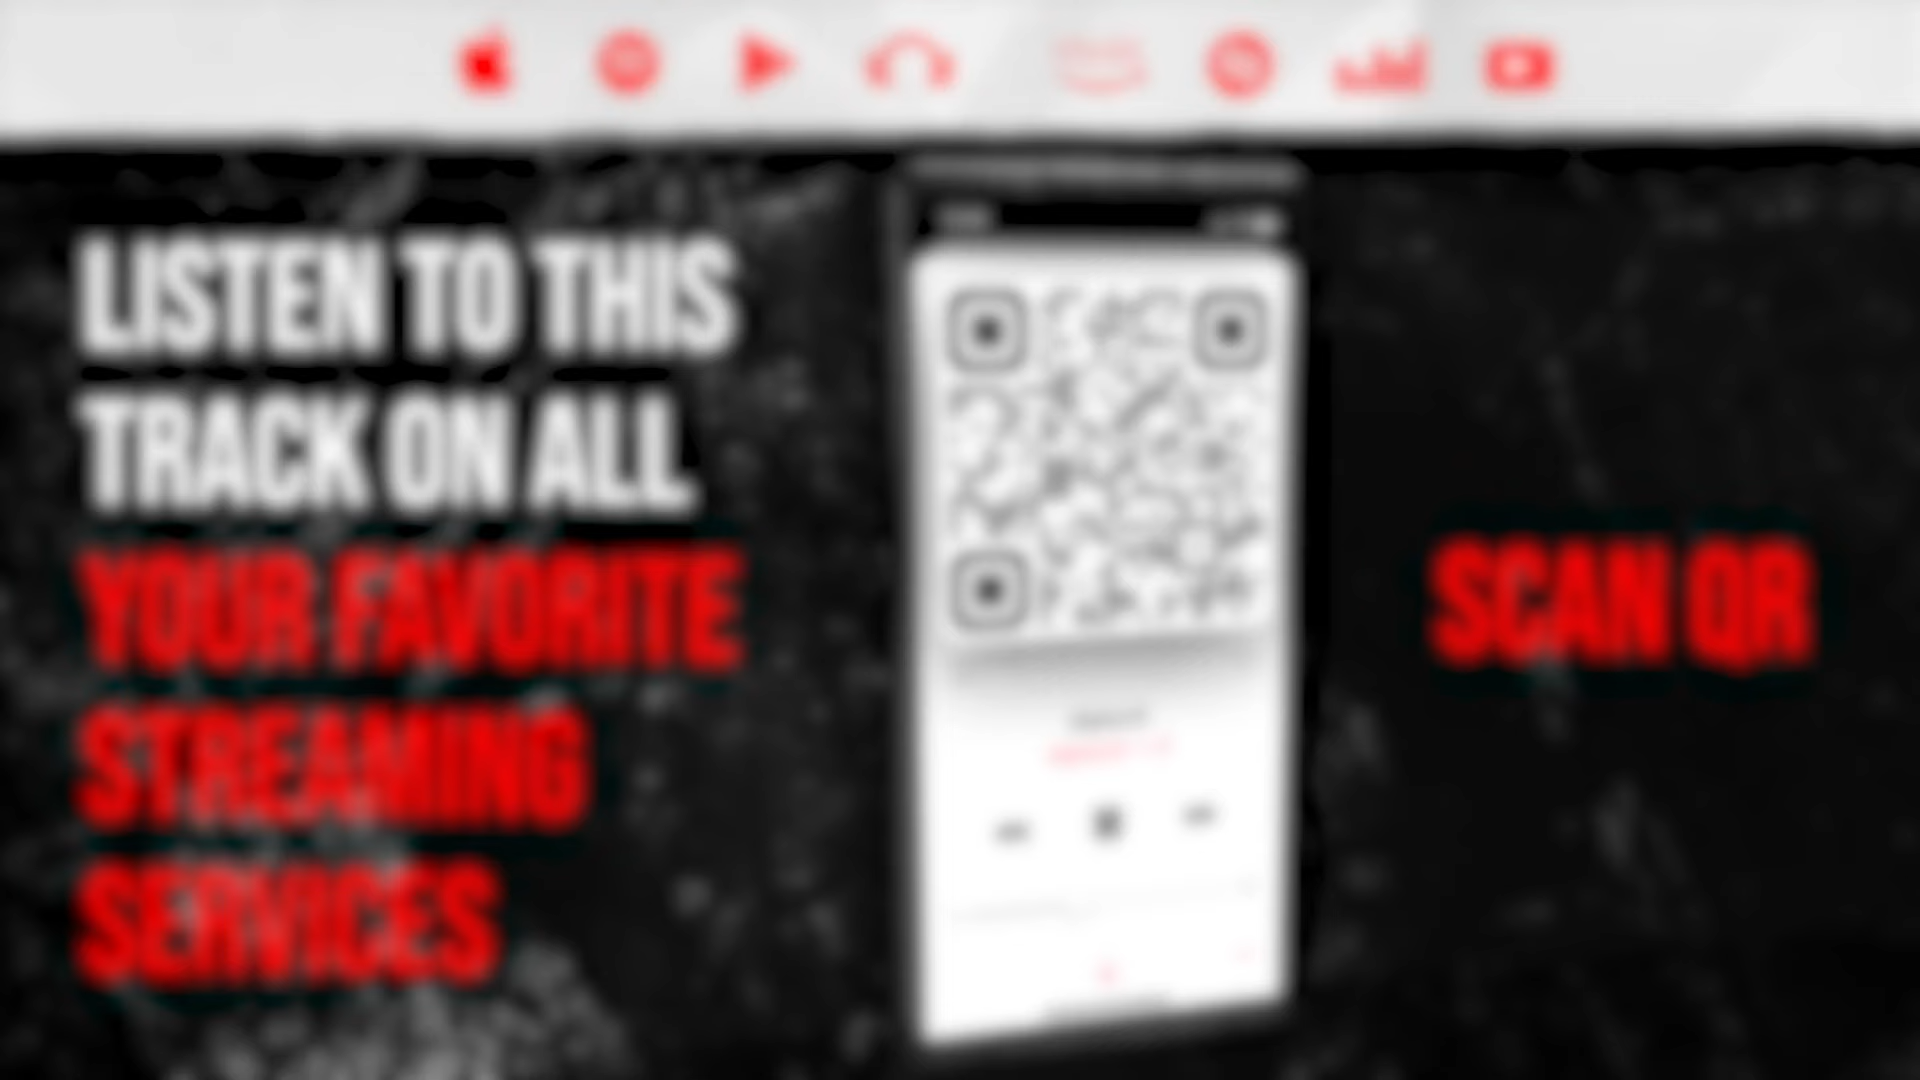 LISTEN TO THIS
TRACK ON ALL
YOUR FAVORITE
STREAMING
SERVICES
SCAN QR